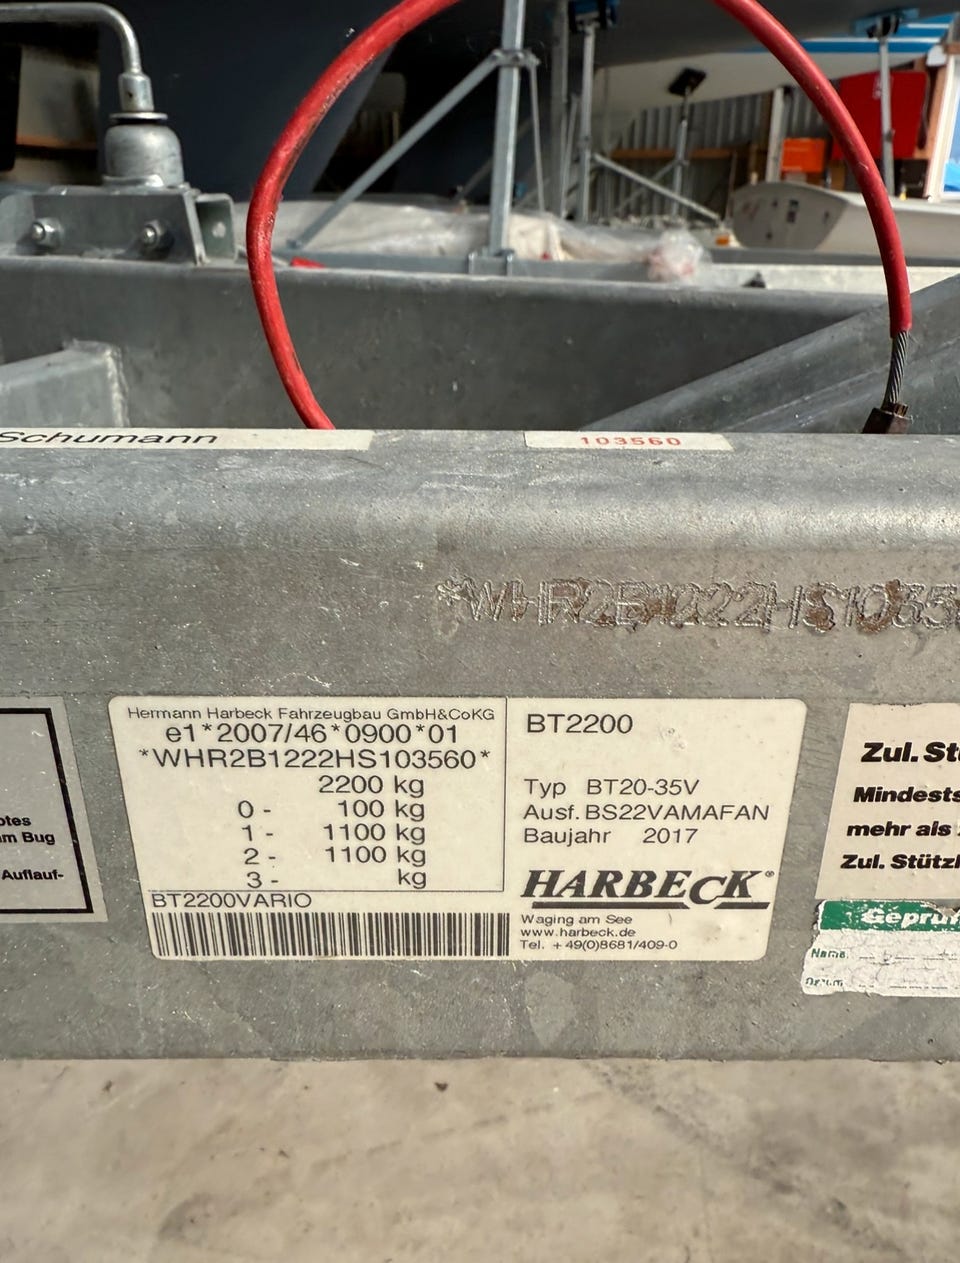 Schumann
103560
*WHR2B1222HS1035
Hermann Harbeck Fahrzeugbau GmbH&CoKG
e1*2007/46*0900*01
*WHR2B1222HS103560*
2200 kg
0 - 100 kg
1 - 1100 kg
2 - 1100 kg
3 - kg
BT2200VARIO
BT2200
Typ BT20-35V
Ausf. BS22VAMAFAN
Baujahr 2017
HARBECK®
Waging am See
www.harbeck.de
Tel. +49(0)8681/409-0
otes
m Bug
Auflauf-
Zul. St
Mindests
mehr als
Zul. Stützl
Geprüf
Name